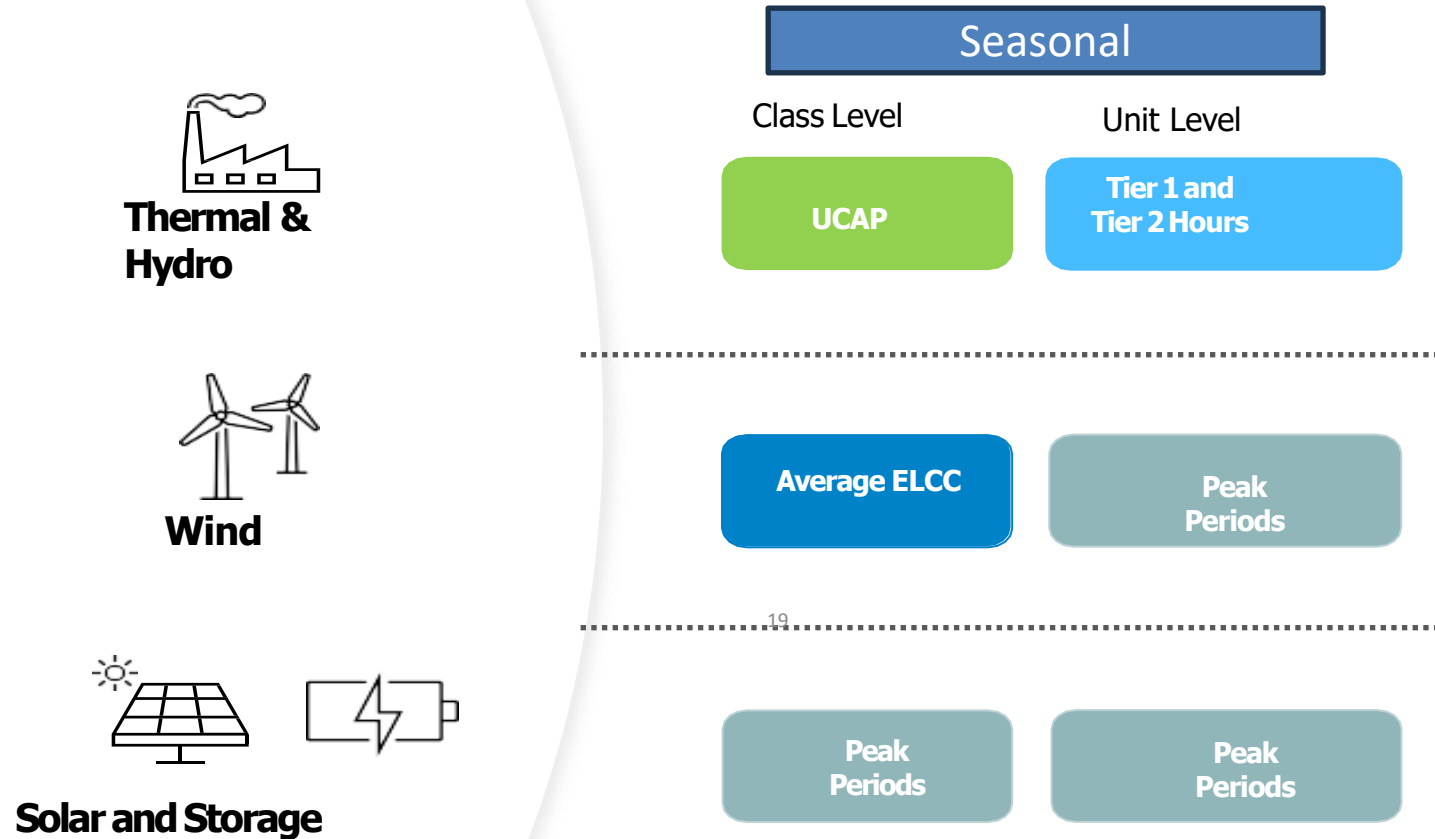 Seasonal
Class Level
Unit Level
Thermal &
Hydro
UCAP
Tier 1 and
Tier 2 Hours
Wind
Average ELCC
Peak
Periods
19
Solar and Storage
Peak
Periods
Peak
Periods